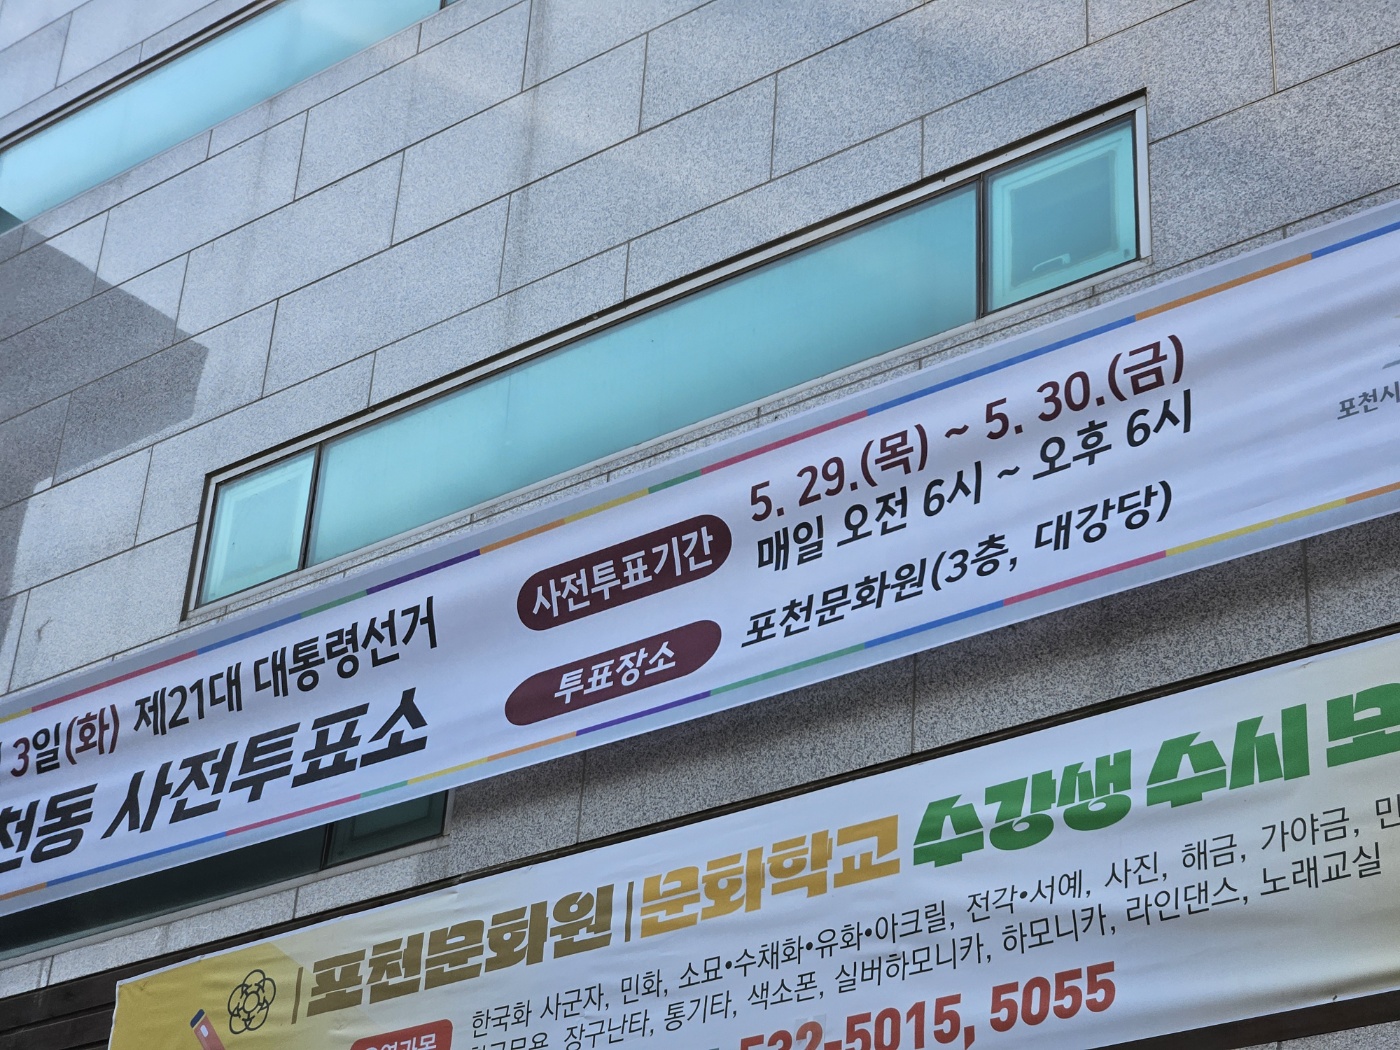 3일(화) 제21대 대통령선거
천동 사전투표소
사전투표기간
5. 29.(목) ~ 5. 30.(금)
매일 오전 6시 ~ 오후 6시
투표장소
포천문화원(3층, 대강당)
포천시
포천문화원 | 문화학교 수강생 수시 모
한국화 사군자, 민화, 소묘•수채화•유화•아크릴, 전각•서예, 사진, 해금, 가야금, 민
장구난타, 통기타, 색소폰, 실버하모니카, 하모니카, 라인댄스, 노래교실
532-5015, 5055